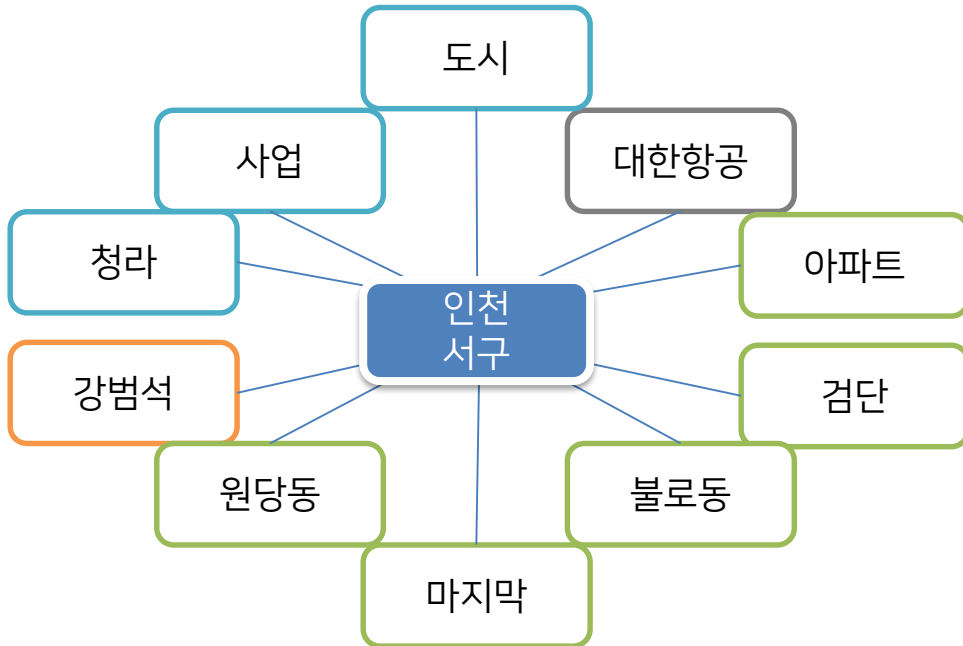 도시
사업
대한항공
청라
아파트
인천
서구
강범석
검단
원당동
불로동
마지막